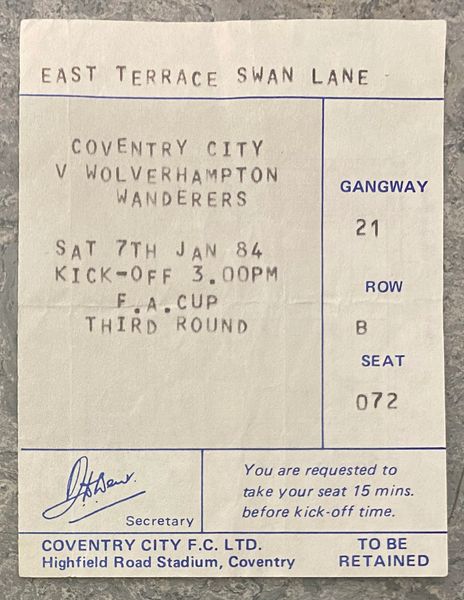 EAST TERRACE SWAN LANE
COVENTRY CITY
V WOLVERHAMPTON
WANDERERS
SAT 7TH JAN 84
KICK-OFF 3.00PM
F.A.CUP
THIRD ROUND
GANGWAY
21
ROW
B
SEAT
072
Secretary
You are requested to
take your seat 15 mins.
before kick-off time.
COVENTRY CITY F.C. LTD.
Highfield Road Stadium, Coventry
TO BE
RETAINED